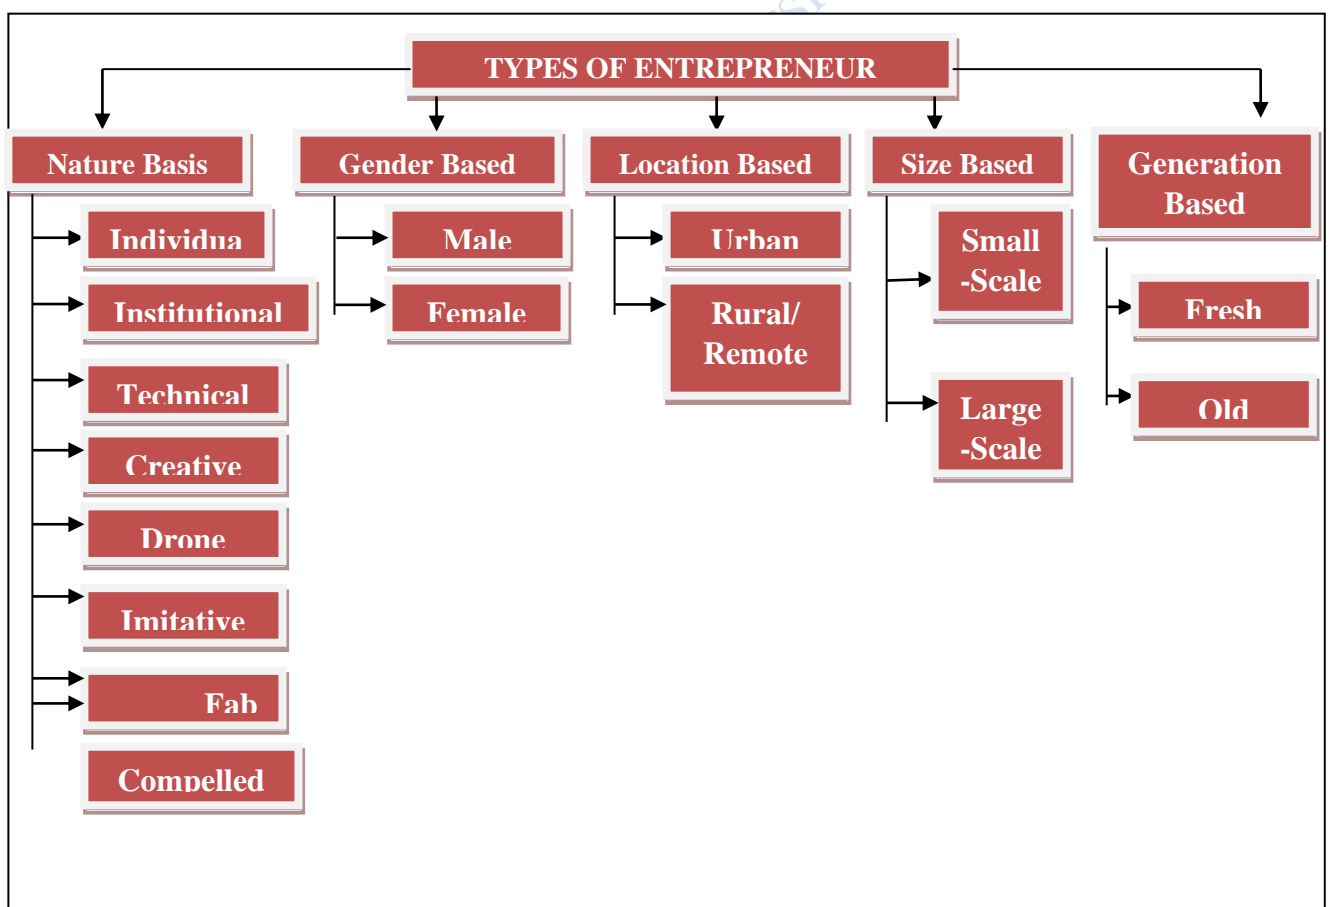 TYPES OF ENTREPRENEUR
Nature Basis
Individua
Institutional
Technical
Creative
Drone
Imitative
Fab
Compelled
Gender Based
Male
Female
Location Based
Urban
Rural/
Remote
Size Based
Small
-Scale
Large
-Scale
Generation
Based
Fresh
Old